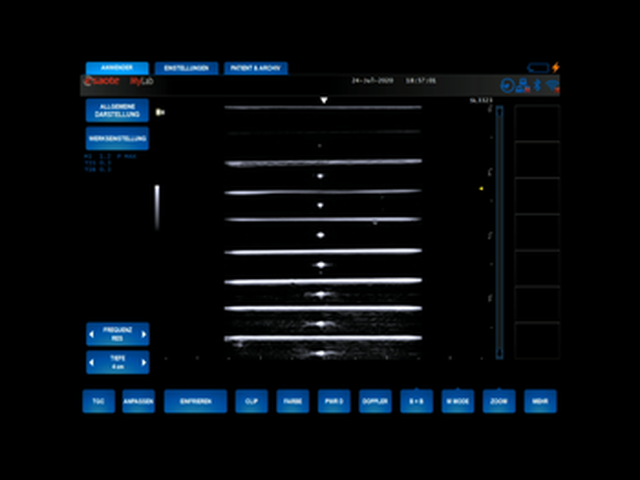 ANWENDER EINSTELLUNGEN PATIENT & ARCHIV
esaote MyLab 24-Jul-2020 18:57:01
ALLGEMEINE
DARSTELLUNG
SL3323
WERKSEINSTELLUNG
FREQUENZ
RES
TIEFE
4 cm
TGC ANPASSEN EINFRIEREN CLIP FARBE PWR D DOPPLER B + B M MODE ZOOM MEHR